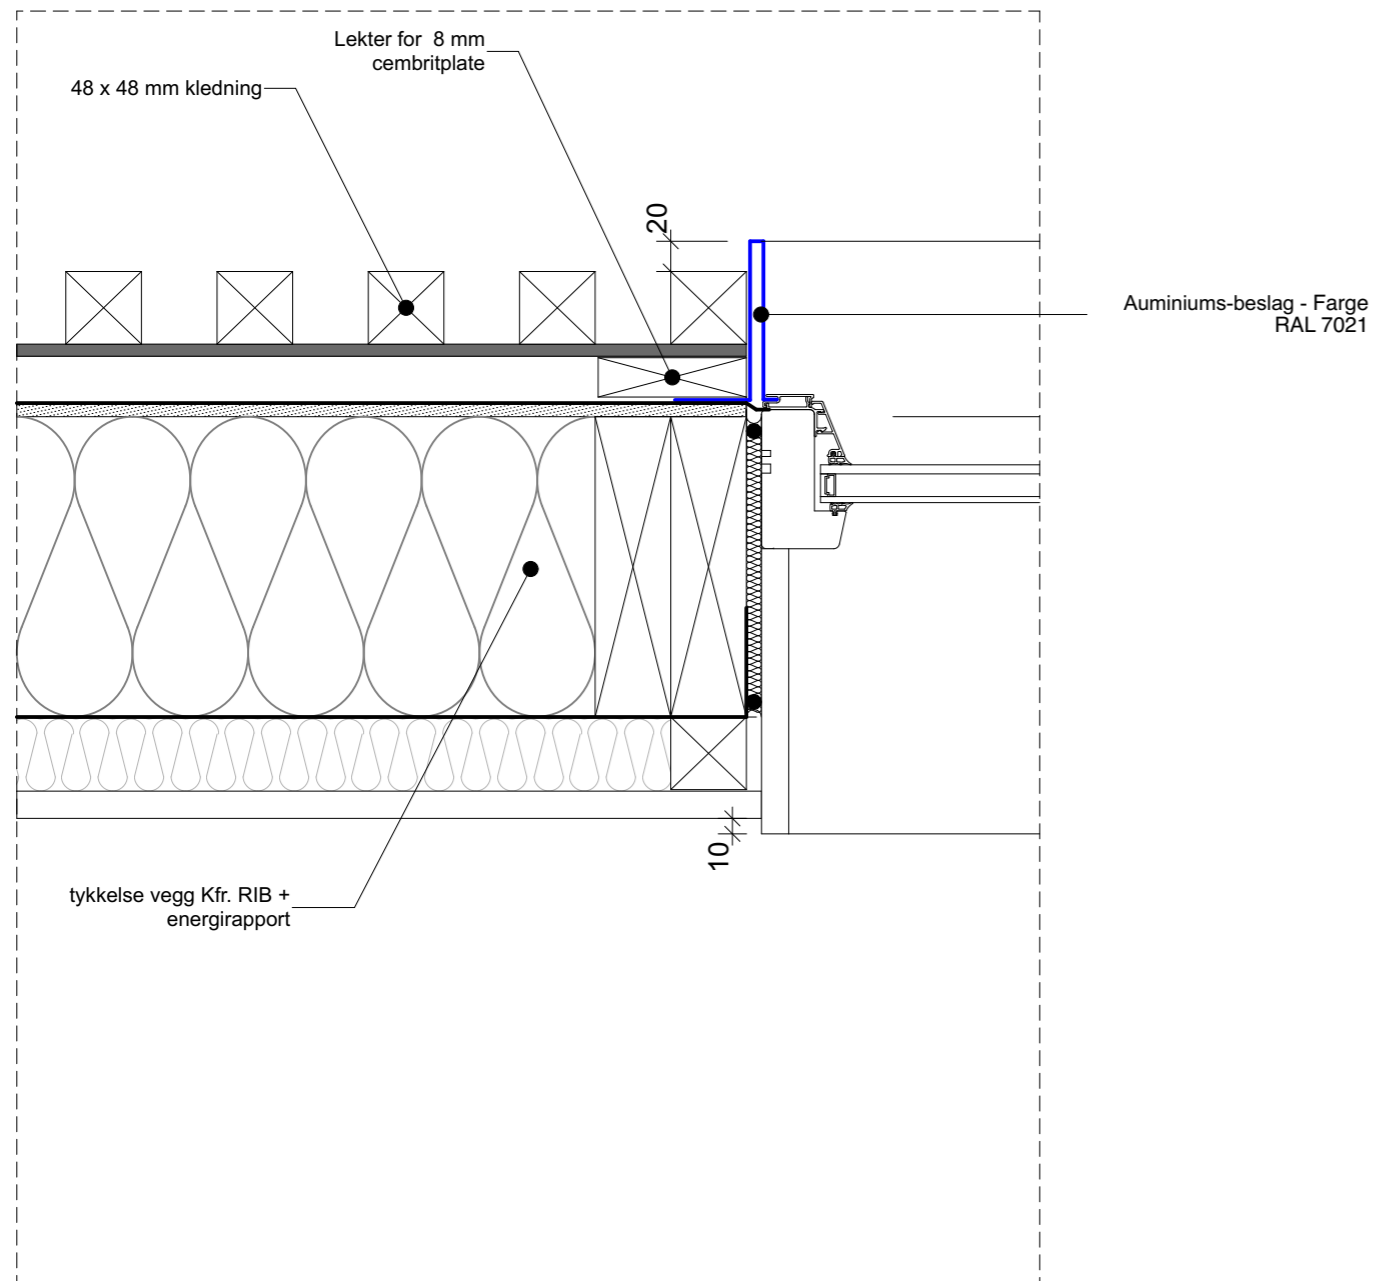 Lekter for  8 mm
cembritplate
48 x 48 mm kledning
20
Auminiums-beslag - Farge
RAL 7021
10
tykkelse vegg Kfr. RIB +
energirapport